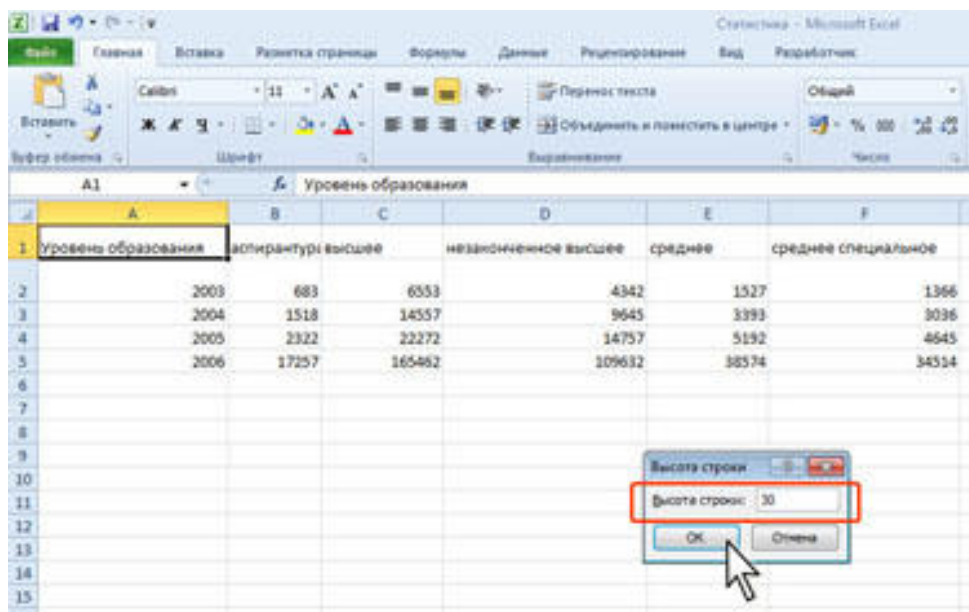 Статистика - Microsoft Excel
Файл Главная Вставка Разметка страницы Формулы Данные Рецензирование Вид Разработчик
Calibri 11 А А Перенос текста Общий
Вставить Ж К Ч А Объединить и поместить в центре % 000
Буфер обмена Шрифт Выравнивание Число
A1 fx Уровень образования
A B C D E F
1 Уровень образования аспирантура высшее незаконченное высшее среднее среднее специальное
2 2003 683 6553 4342 1527 1366
3 2004 1518 14557 9645 3393 3036
4 2005 2322 22272 14757 5192 4645
5 2006 17257 165462 109632 38574 34514
6
7
8
9
10
11
12
13
14
15
Высота строки
Высота строки: 30
ОК Отмена